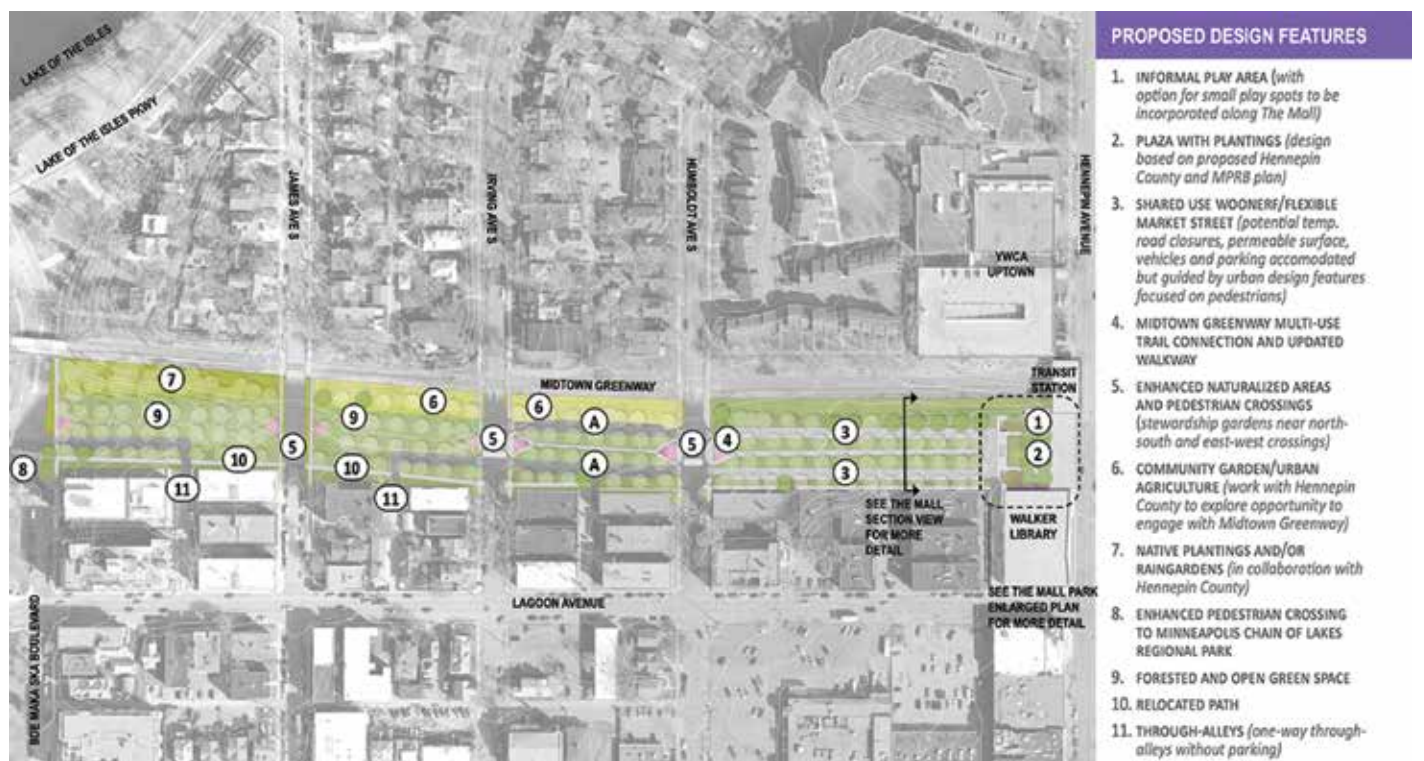 LAKE OF THE ISLES
LAKE OF THE ISLES PKWY
JAMES AVE S
IRVING AVE S
HUMBOLDT AVE S
HENNEPIN AVENUE
YWCA
UPTOWN
MIDTOWN GREENWAY
TRANSIT
STATION
7
6
6
A
9
9
5
5
5
4
3
1
2
A
3
8
10
10
11
11
SEE THE MALL
SECTION VIEW
FOR MORE
DETAIL
WALKER
LIBRARY
SEE THE MALL PARK
ENLARGED PLAN
FOR MORE DETAIL
LAGOON AVENUE
BDE MAKA SKA BOULEVARD
PROPOSED DESIGN FEATURES
1. INFORMAL PLAY AREA (with
option for small play spots to be
incorporated along The Mall)
2. PLAZA WITH PLANTINGS (design
based on proposed Hennepin
County and MPRB plan)
3. SHARED USE WOONERF/FLEXIBLE
MARKET STREET (potential temp.
road closures, permeable surface,
vehicles and parking accomodated
but guided by urban design features
focused on pedestrians)
4. MIDTOWN GREENWAY MULTI-USE
TRAIL CONNECTION AND UPDATED
WALKWAY
5. ENHANCED NATURALIZED AREAS
AND PEDESTRIAN CROSSINGS
(stewardship gardens near north-
south and east-west crossings)
6. COMMUNITY GARDEN/URBAN
AGRICULTURE (work with Hennepin
County to explore opportunity to
engage with Midtown Greenway)
7. NATIVE PLANTINGS AND/OR
RAINGARDENS (in collaboration with
Hennepin County)
8. ENHANCED PEDESTRIAN CROSSING
TO MINNEAPOLIS CHAIN OF LAKES
REGIONAL PARK
9. FORESTED AND OPEN GREEN SPACE
10. RELOCATED PATH
11. THROUGH-ALLEYS (one-way through-
alleys without parking)